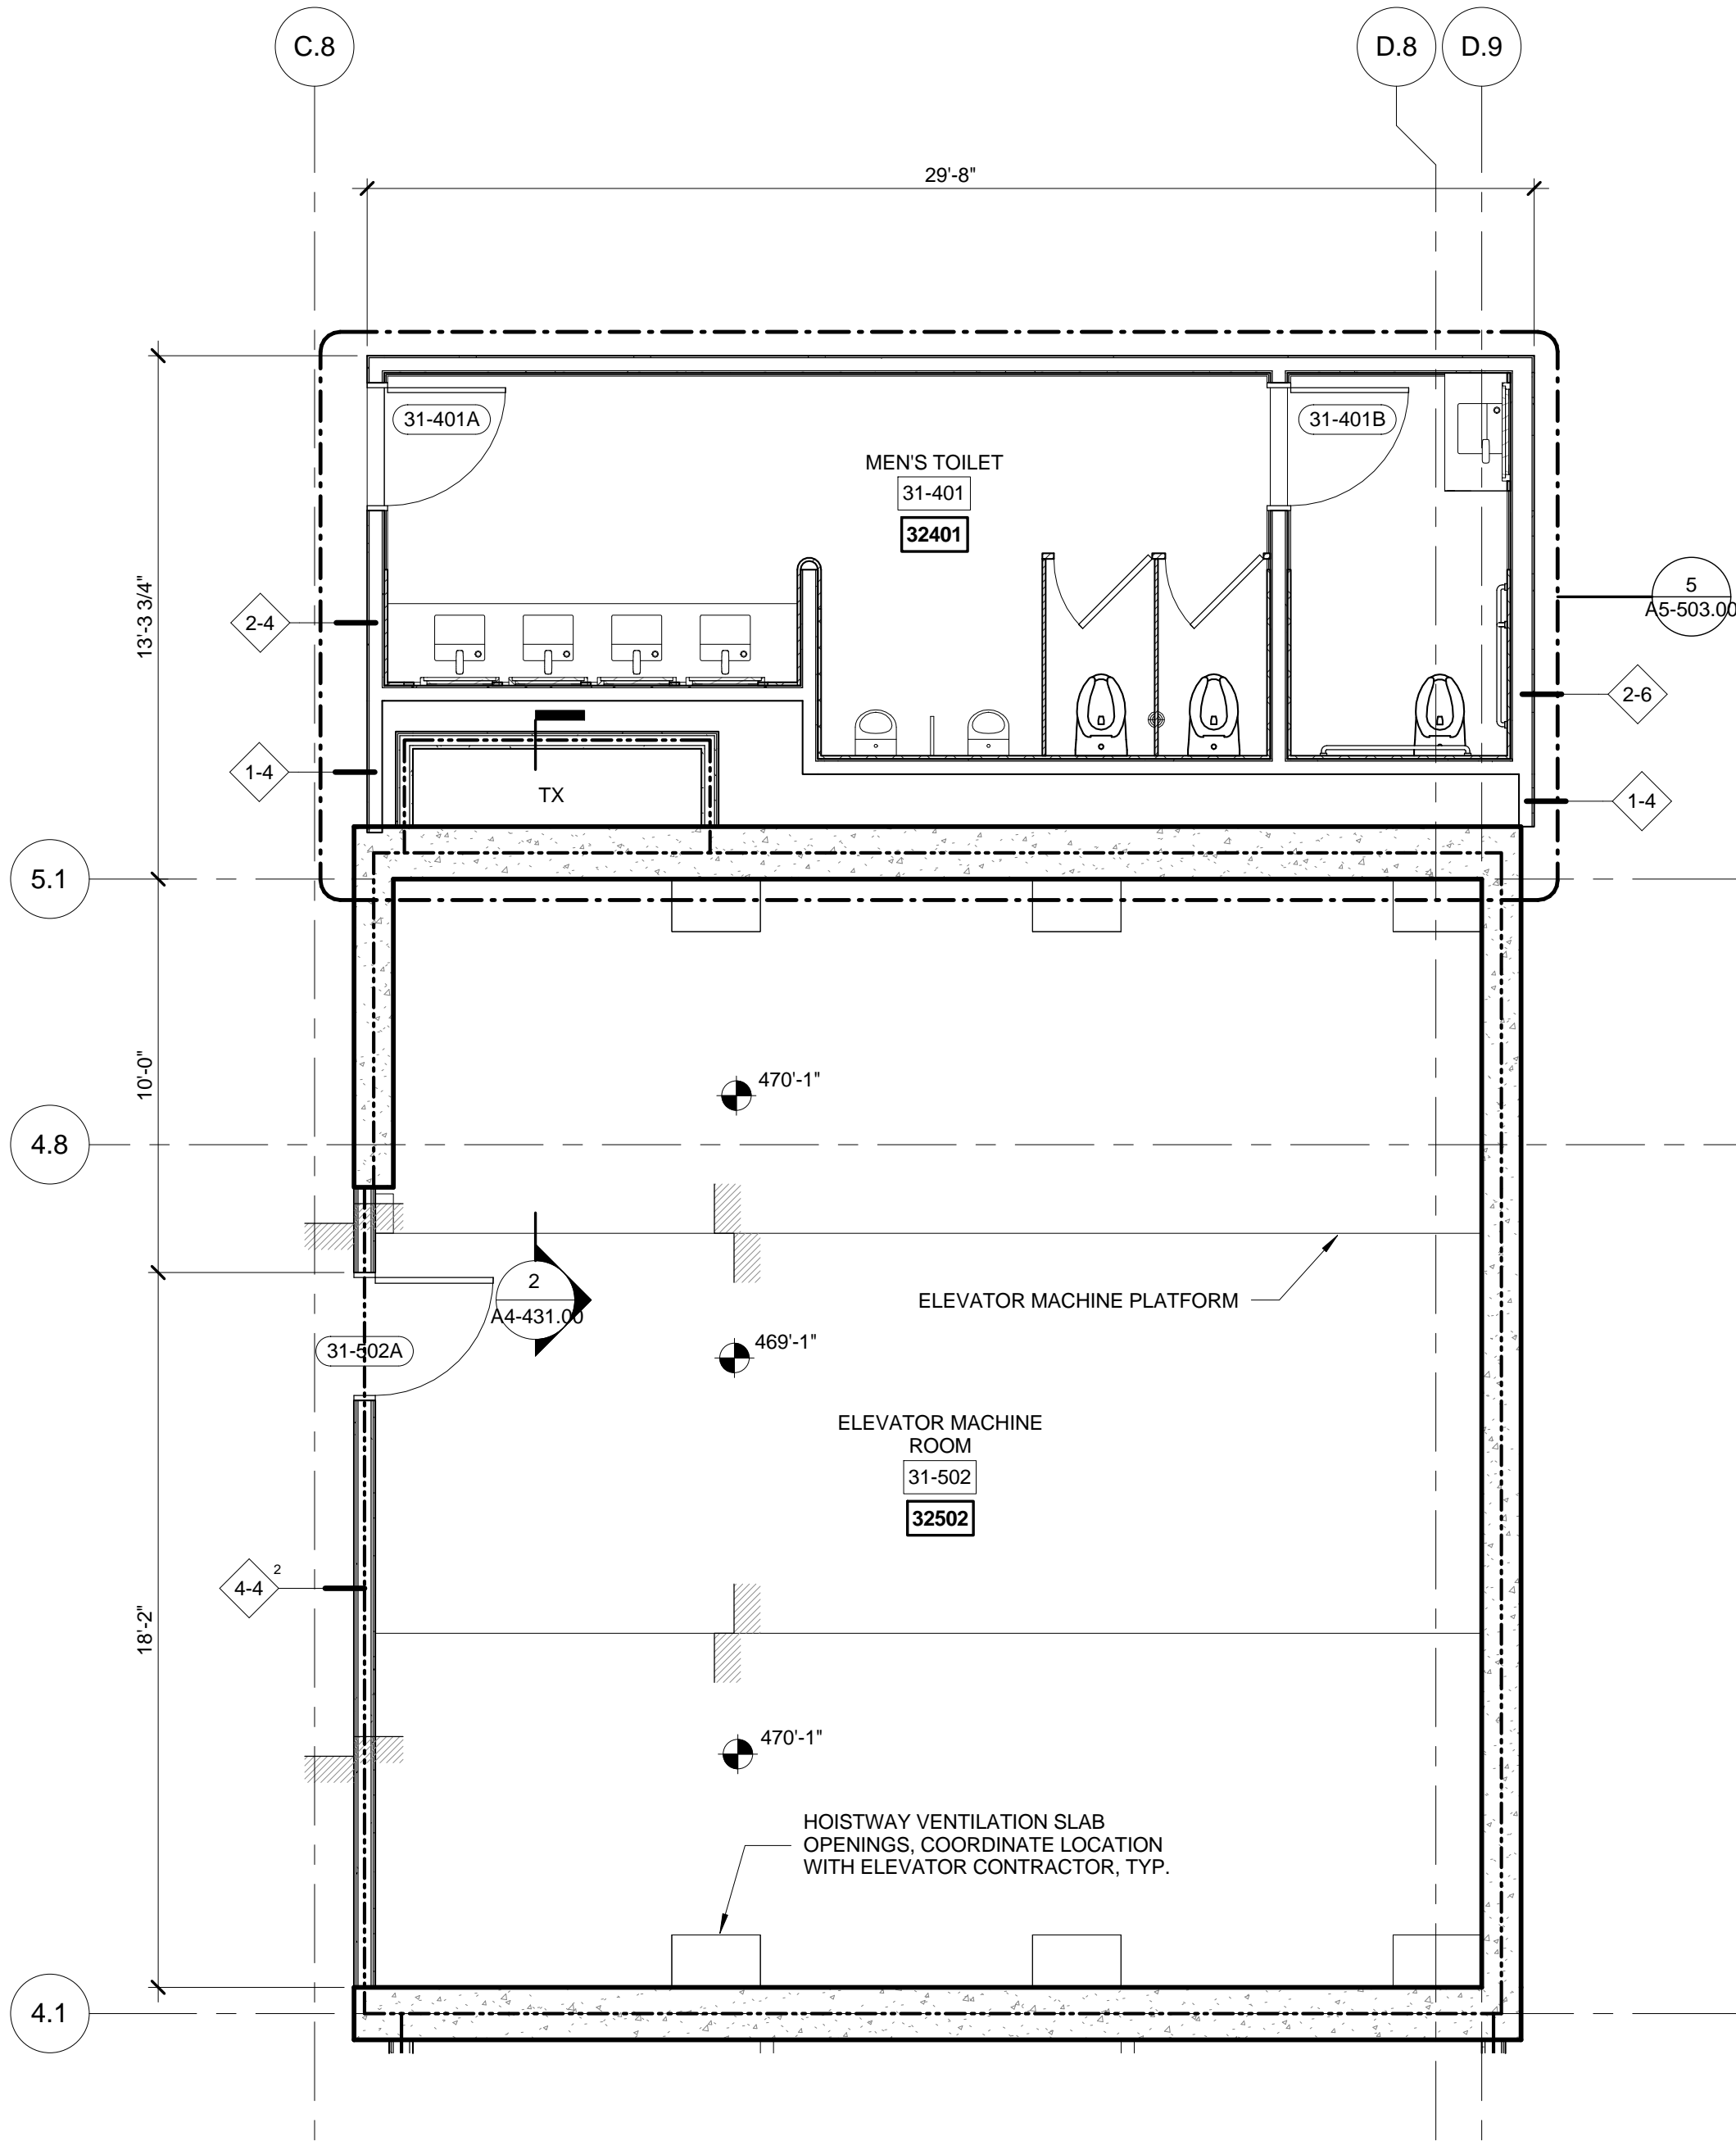 C.8
D.8
D.9
29'-8"
31-401A
31-401B
MEN'S TOILET
31-401
32401
13'-3 3/4"
2-4
5
A5-503.00
2-6
1-4
TX
1-4
5.1
10'-0"
470'-1"
4.8
2
A4-431.00
ELEVATOR MACHINE PLATFORM
31-502A
469'-1"
ELEVATOR MACHINE
ROOM
31-502
32502
4-4 2
18'-2"
470'-1"
HOISTWAY VENTILATION SLAB
OPENINGS, COORDINATE LOCATION
WITH ELEVATOR CONTRACTOR, TYP.
4.1